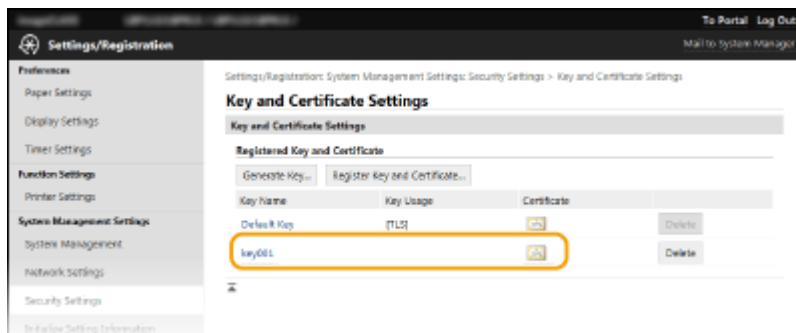 To Portal Log Out
Settings/Registration
Mail to System Manager
Preferences
Paper Settings
Display Settings
Timer Settings
Function Settings
Printer Settings
System Management Settings
System Management
Network Settings
Security Settings
Initialize Setting Information
Settings/Registration: System Management Settings: Security Settings > Key and Certificate Settings
Key and Certificate Settings
Key and Certificate Settings
Registered Key and Certificate
Generate Key... Register Key and Certificate...
Key Name Key Usage Certificate
Default Key [TLS] Delete
key001 Delete